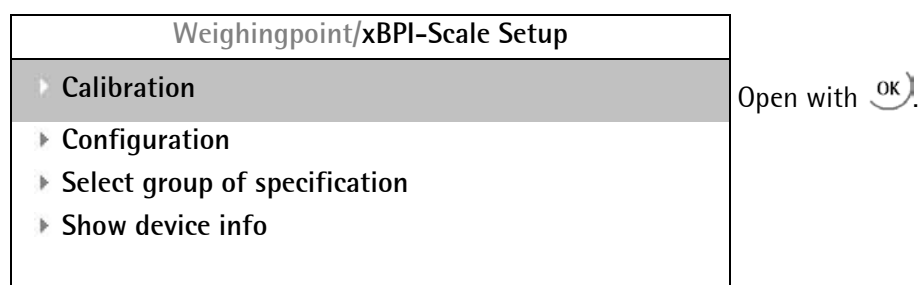 Weighingpoint/xBPI-Scale Setup
Calibration
Open with OK.
Configuration
Select group of specification
Show device info